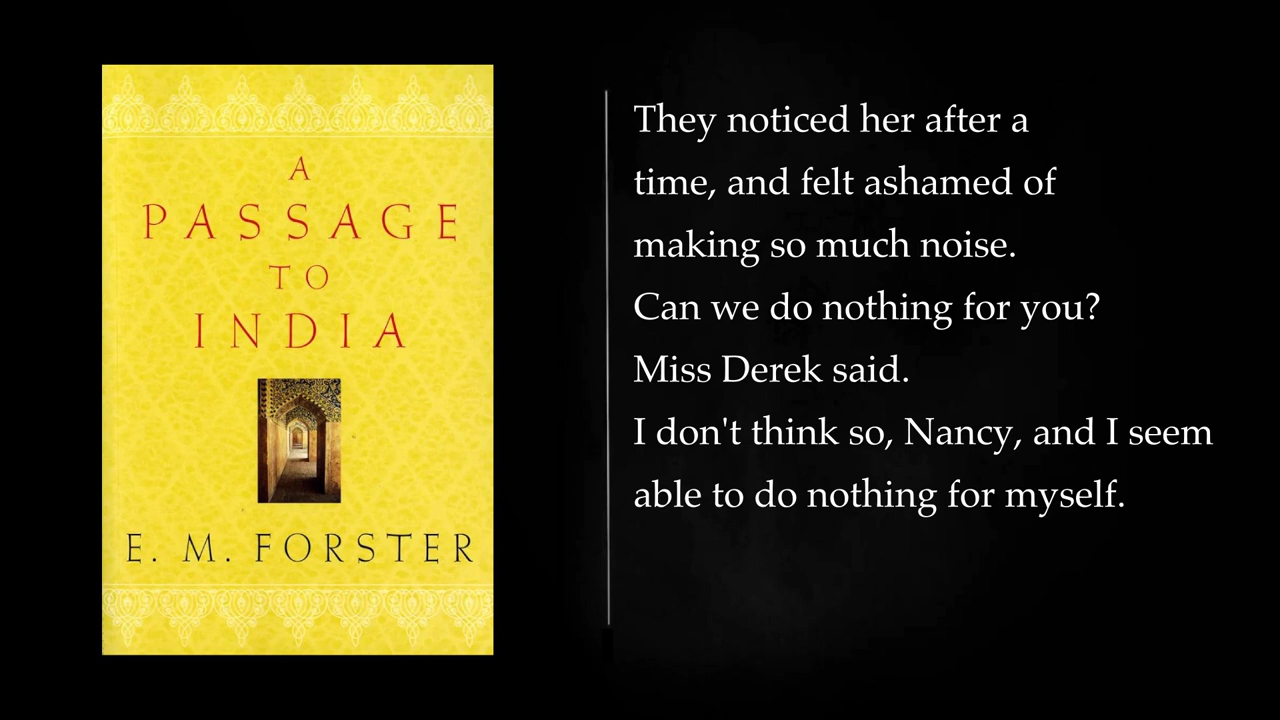 A
PASSAGE
TO
INDIA
E. M. FORSTER
They noticed her after a
time, and felt ashamed of
making so much noise.
Can we do nothing for you?
Miss Derek said.
I don't think so, Nancy, and I seem
able to do nothing for myself.